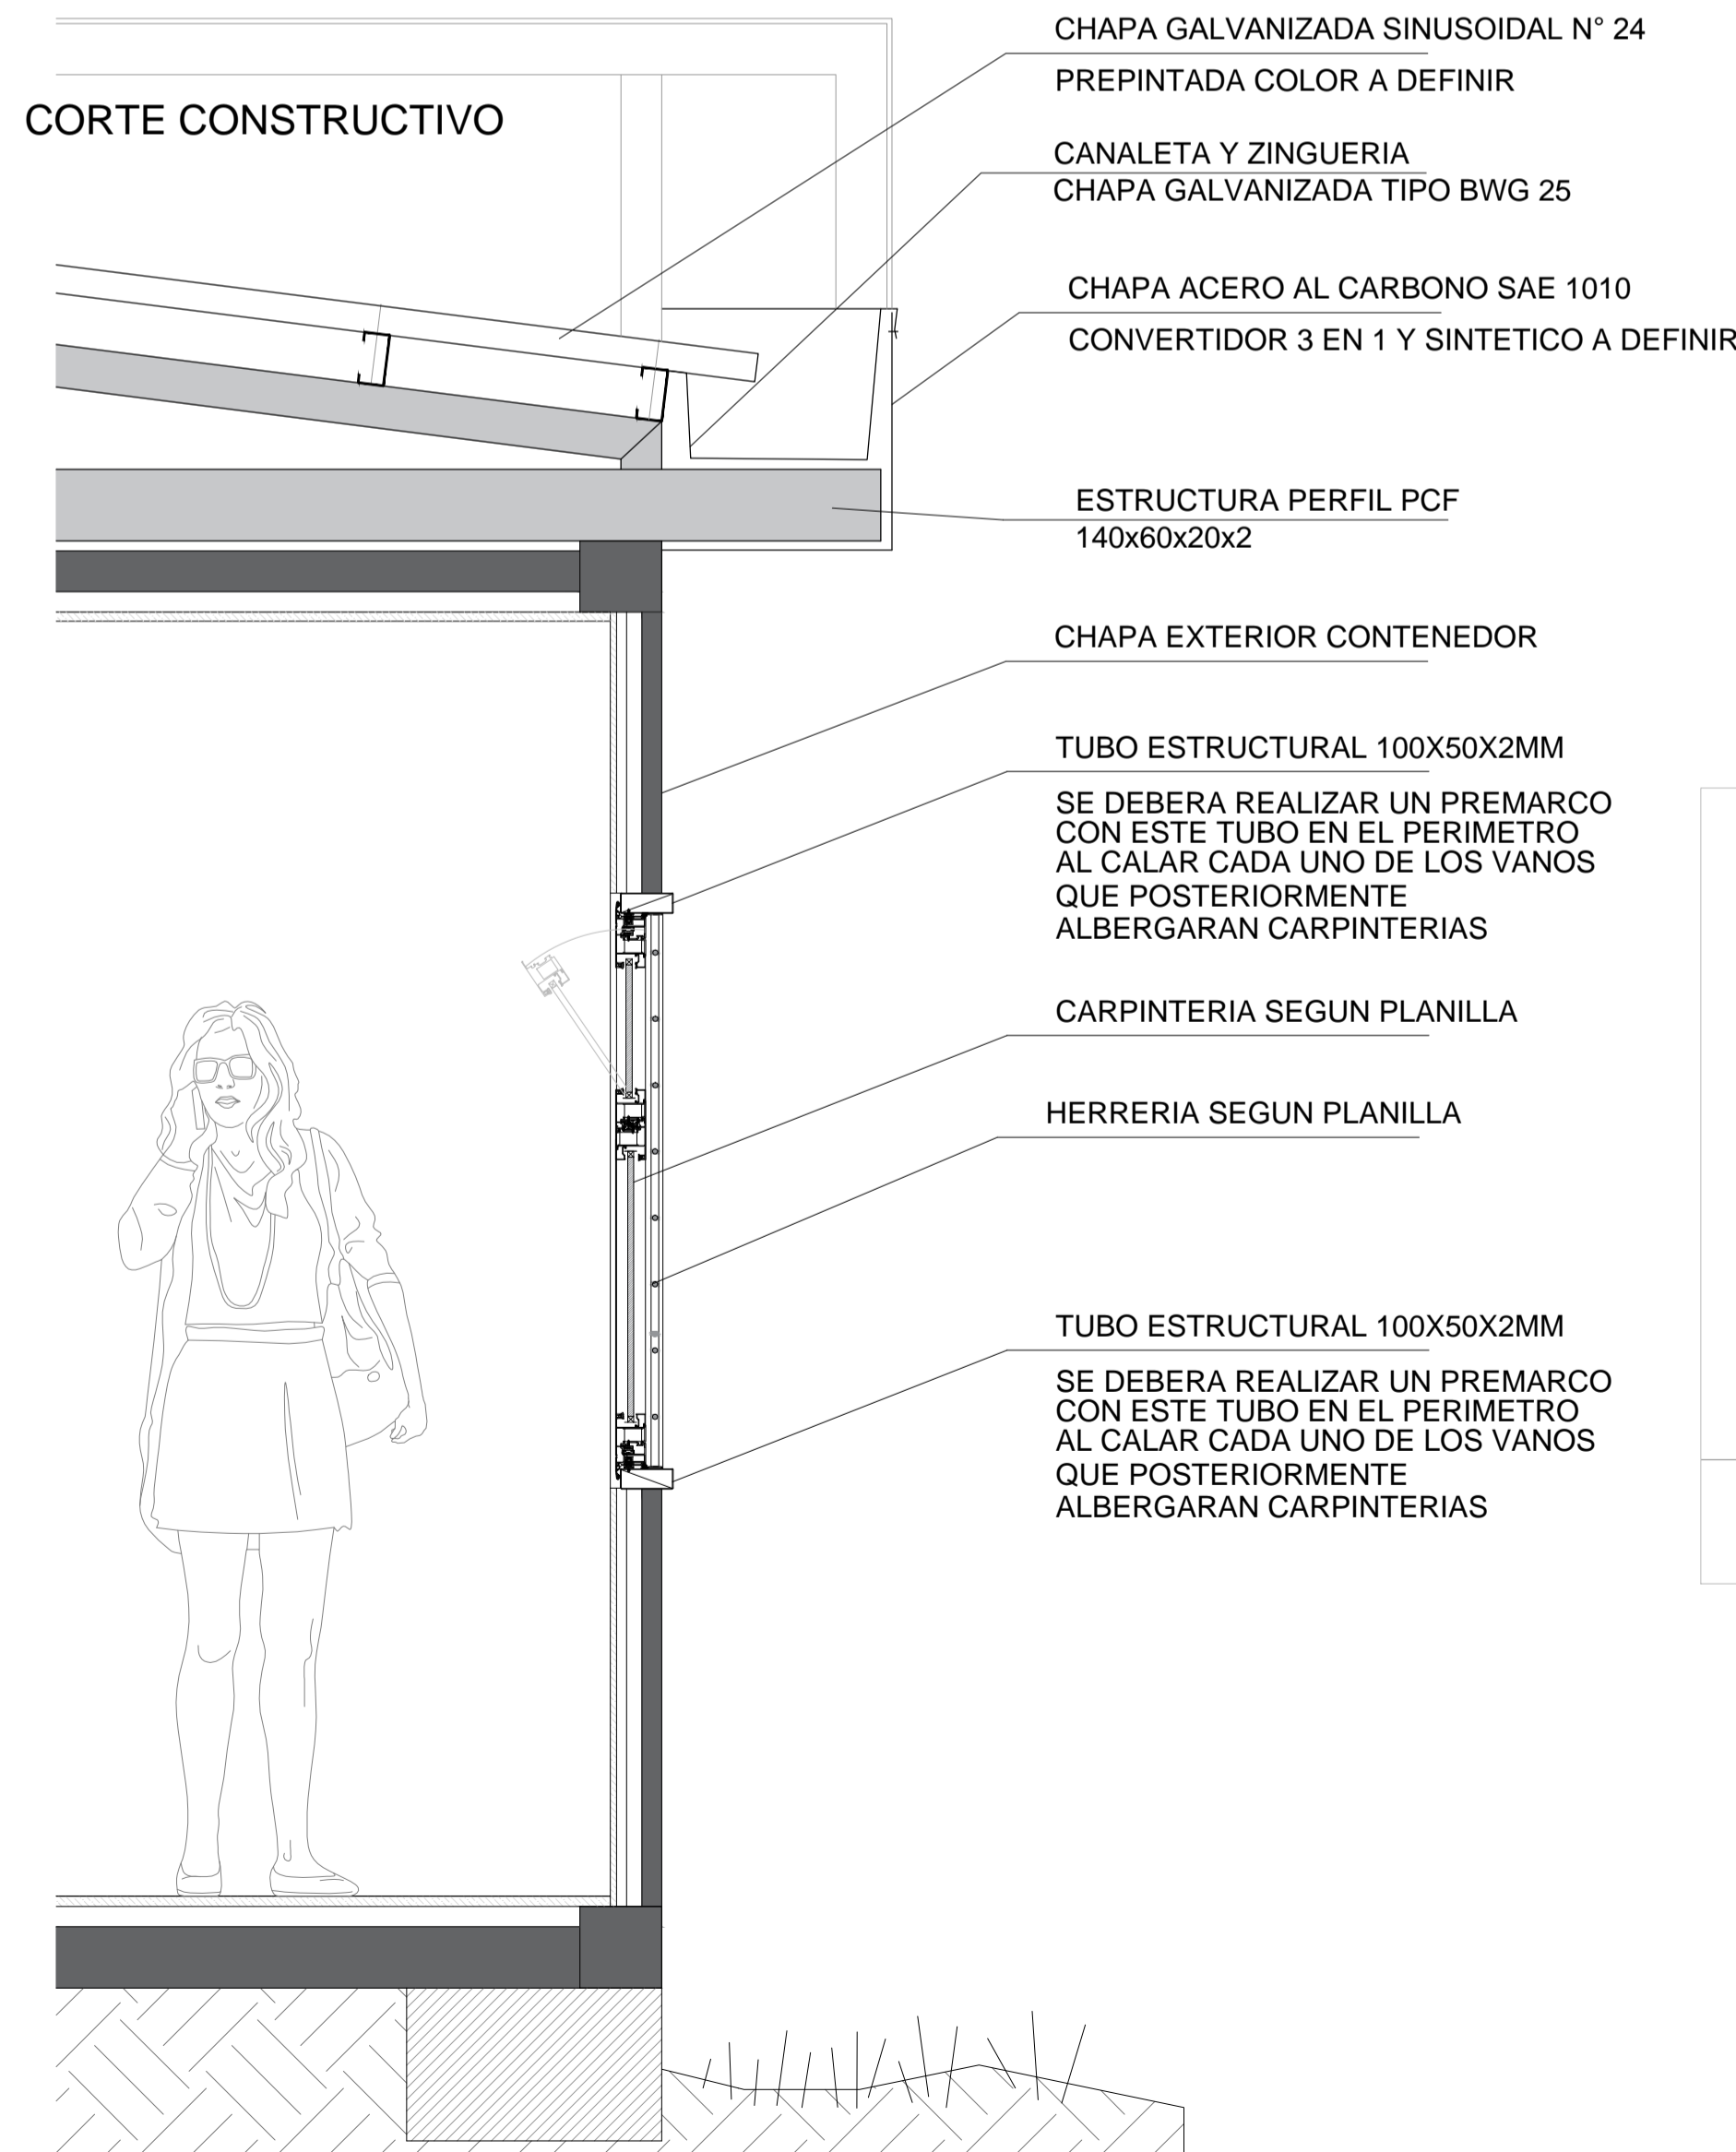 CORTE CONSTRUCTIVO
CHAPA GALVANIZADA SINUSOIDAL N° 24
PREPINTADA COLOR A DEFINIR
CANALETA Y ZINGUERIA
CHAPA GALVANIZADA TIPO BWG 25
CHAPA ACERO AL CARBONO SAE 1010
CONVERTIDOR 3 EN 1 Y SINTETICO A DEFINIR
ESTRUCTURA PERFIL PCF
140x60x20x2
CHAPA EXTERIOR CONTENEDOR
TUBO ESTRUCTURAL 100X50X2MM
SE DEBERA REALIZAR UN PREMARCO
CON ESTE TUBO EN EL PERIMETRO
AL CALAR CADA UNO DE LOS VANOS
QUE POSTERIORMENTE
ALBERGARAN CARPINTERIAS
CARPINTERIA SEGUN PLANILLA
HERRERIA SEGUN PLANILLA
TUBO ESTRUCTURAL 100X50X2MM
SE DEBERA REALIZAR UN PREMARCO
CON ESTE TUBO EN EL PERIMETRO
AL CALAR CADA UNO DE LOS VANOS
QUE POSTERIORMENTE
ALBERGARAN CARPINTERIAS